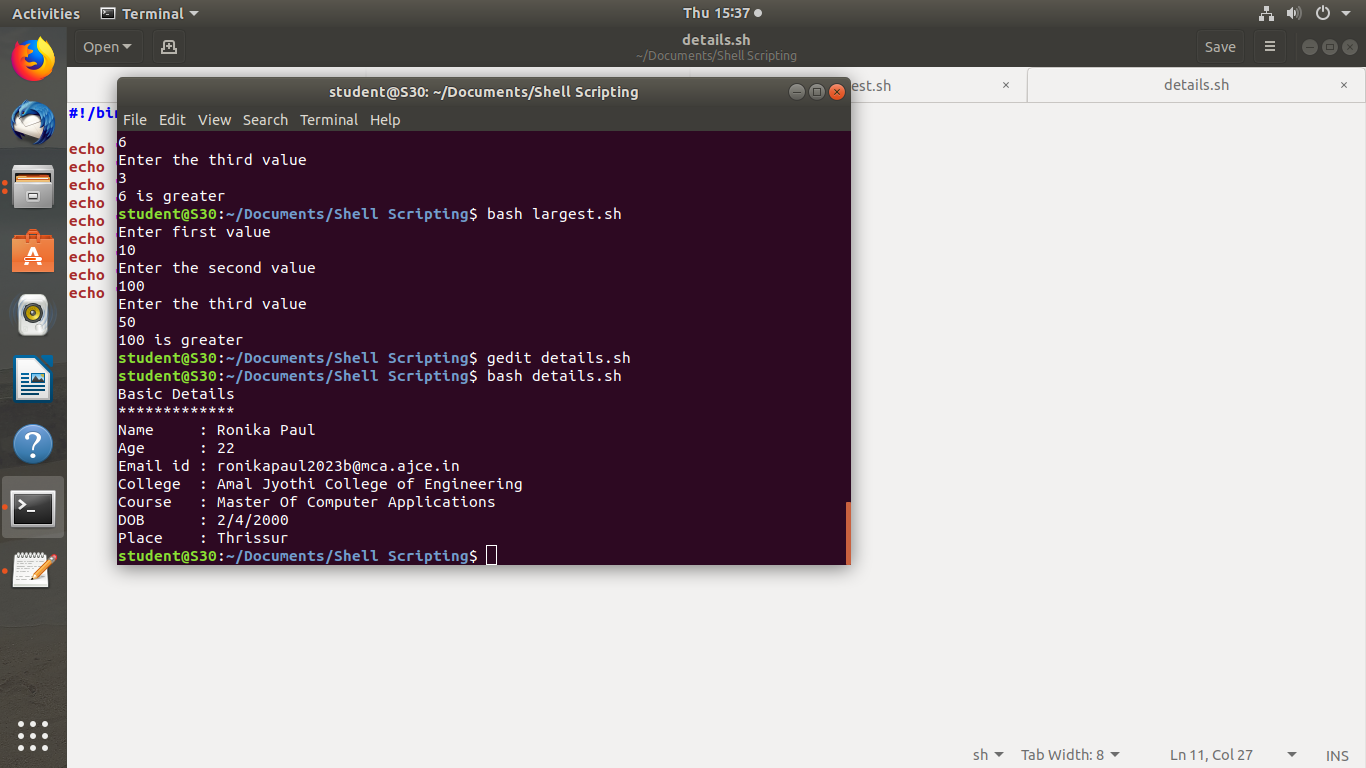 Activities Terminal Thu 15:37
Open details.sh Save
~/Documents/Shell Scripting
est.sh × details.sh ×
student@S30: ~/Documents/Shell Scripting
File Edit View Search Terminal Help
#!/bin
echo
echo
echo
echo
echo
echo
echo
echo
echo
6
Enter the third value
3
6 is greater
student@S30:~/Documents/Shell Scripting$ bash largest.sh
Enter first value
10
Enter the second value
100
Enter the third value
50
100 is greater
student@S30:~/Documents/Shell Scripting$ gedit details.sh
student@S30:~/Documents/Shell Scripting$ bash details.sh
Basic Details
*************
Name     : Ronika Paul
Age      : 22
Email id : ronikapaul2023b@mca.ajce.in
College  : Amal Jyothi College of Engineering
Course   : Master Of Computer Applications
DOB      : 2/4/2000
Place    : Thrissur
student@S30:~/Documents/Shell Scripting$
sh Tab Width: 8 Ln 11, Col 27 INS